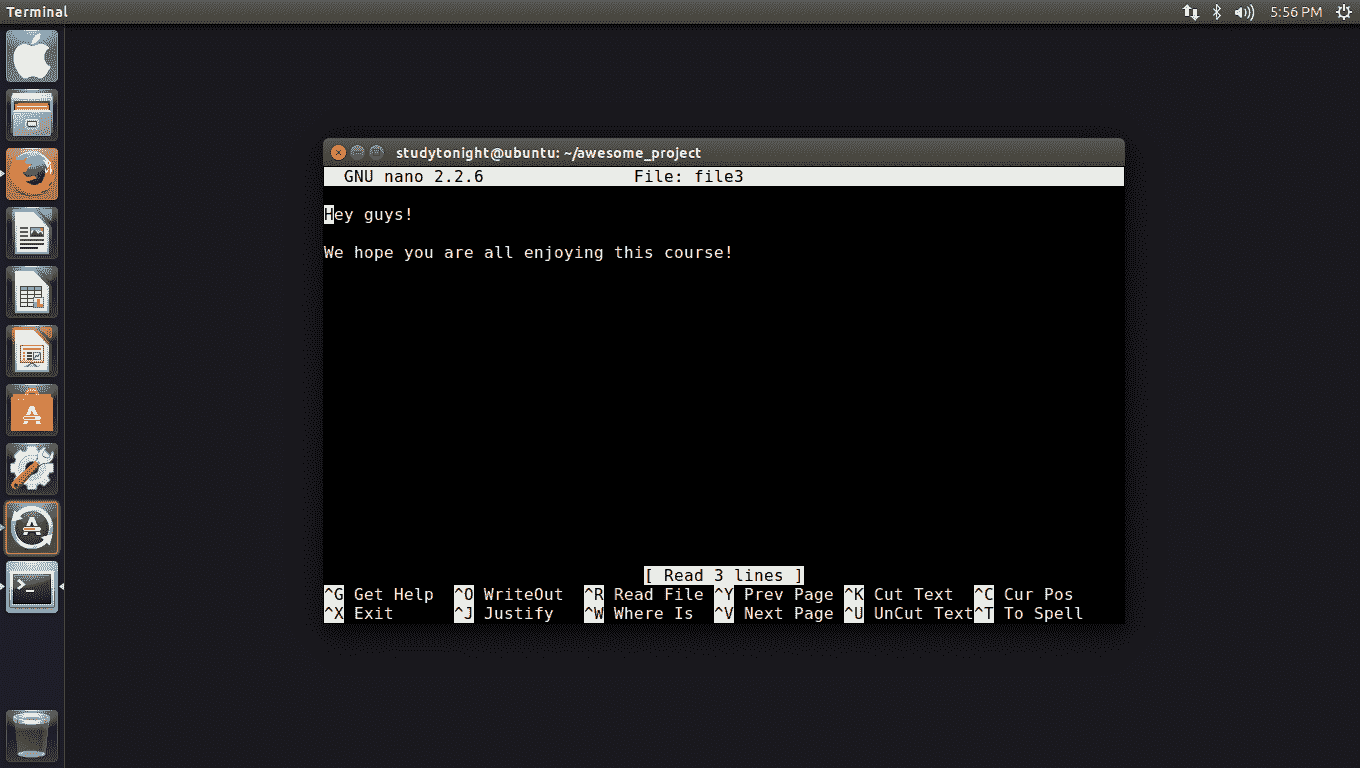 Terminal 5:56 PM
studytonight@ubuntu: ~/awesome_project
GNU nano 2.2.6 File: file3
Hey guys!
We hope you are all enjoying this course!
[ Read 3 lines ]
^G Get Help ^O WriteOut ^R Read File ^Y Prev Page ^K Cut Text ^C Cur Pos
^X Exit ^J Justify ^W Where Is ^V Next Page ^U UnCut Text^T To Spell